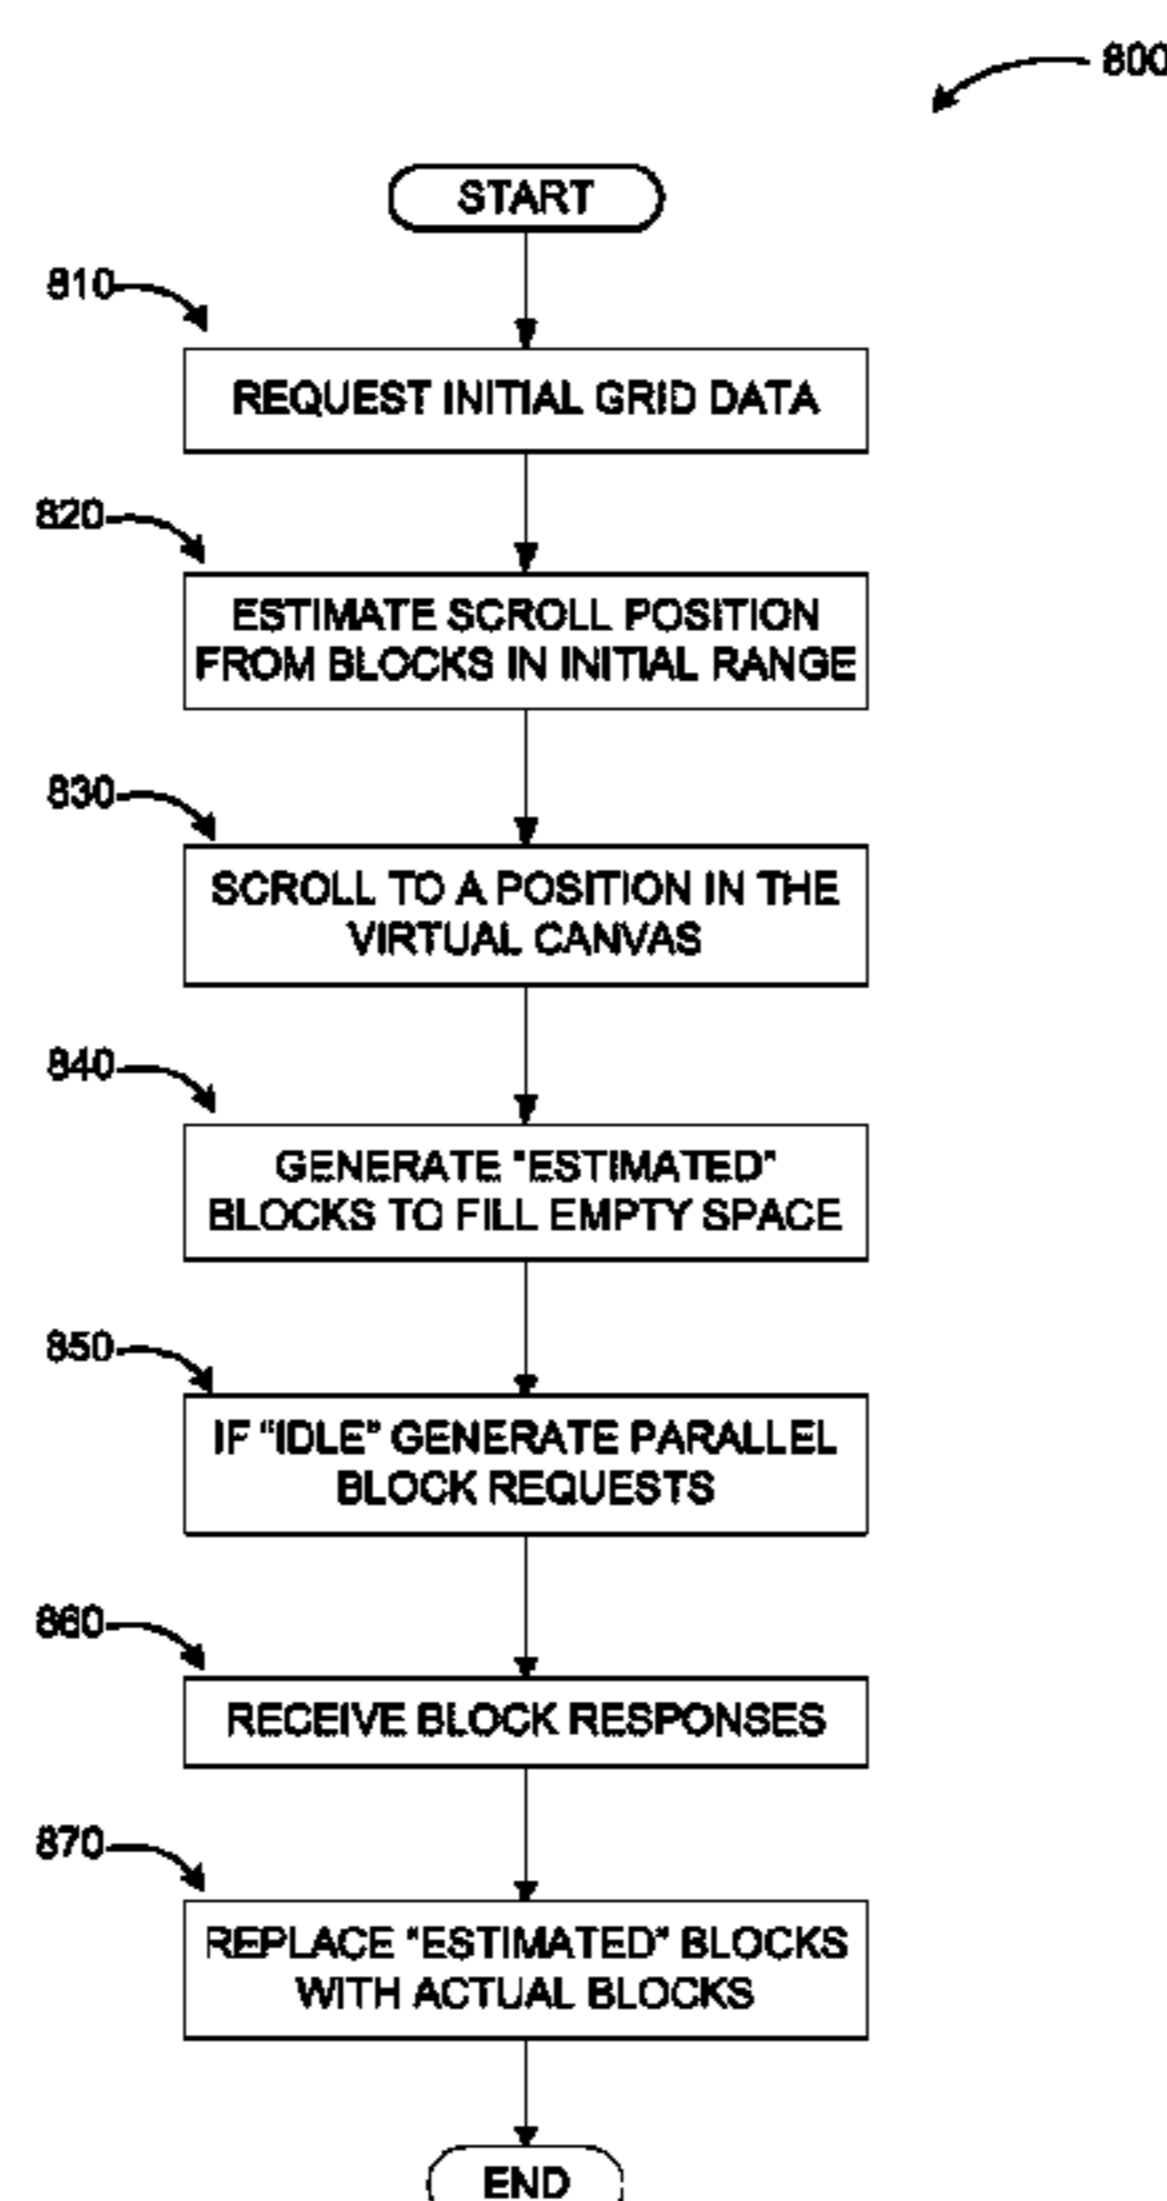 800
START
810
REQUEST INITIAL GRID DATA
820
ESTIMATE SCROLL POSITION
FROM BLOCKS IN INITIAL RANGE
830
SCROLL TO A POSITION IN THE
VIRTUAL CANVAS
840
GENERATE "ESTIMATED"
BLOCKS TO FILL EMPTY SPACE
850
IF "IDLE" GENERATE PARALLEL
BLOCK REQUESTS
860
RECEIVE BLOCK RESPONSES
870
REPLACE "ESTIMATED" BLOCKS
WITH ACTUAL BLOCKS
END